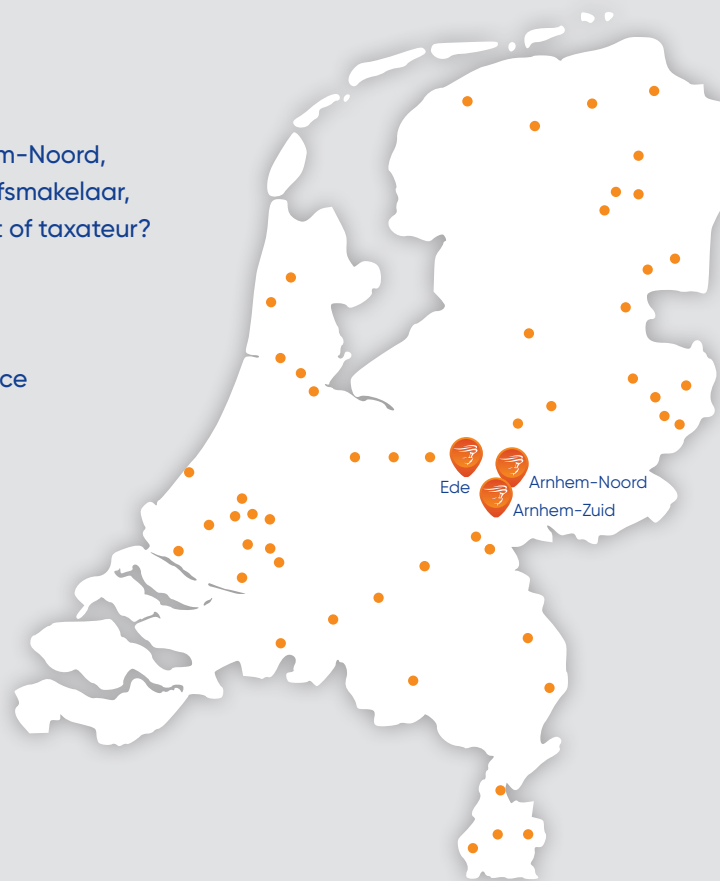 m-Noord,
fsmakelaar,
t of taxateur?
ce
Ede
Arnhem-Noord
Arnhem-Zuid